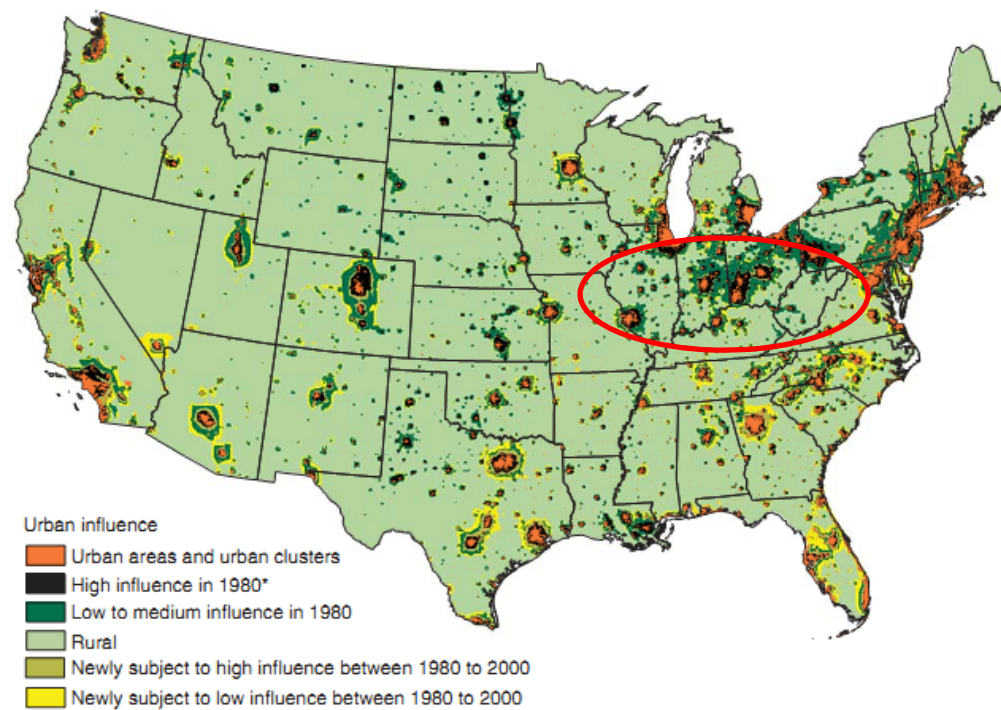 Urban influence
Urban areas and urban clusters
High influence in 1980*
Low to medium influence in 1980
Rural
Newly subject to high influence between 1980 to 2000
Newly subject to low influence between 1980 to 2000